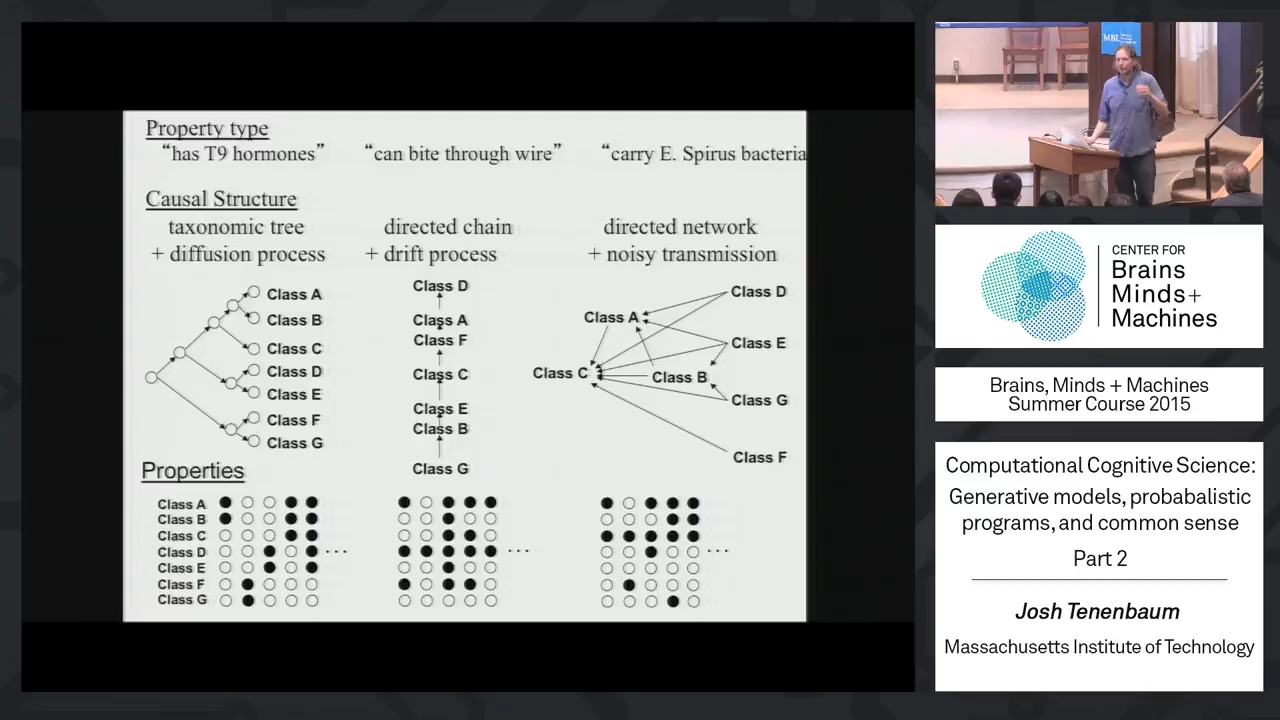 Property type
“has T9 hormones” “can bite through wire” “carry E. Spirus bacteria
Causal Structure
taxonomic tree directed chain directed network
+ diffusion process + drift process + noisy transmission
Class A
Class B
Class C
Class D
Class E
Class F
Class G
Class D
Class A
Class F
Class C
Class E
Class B
Class G
Class D
Class A
Class E
Class C
Class B
Class G
Class F
Properties
Class A
Class B
Class C
Class D
Class E
Class F
Class G
MBL
CENTER FOR
Brains
Minds+
Machines
Brains, Minds + Machines
Summer Course 2015
Computational Cognitive Science:
Generative models, probabalistic
programs, and common sense
Part 2
Josh Tenenbaum
Massachusetts Institute of Technology